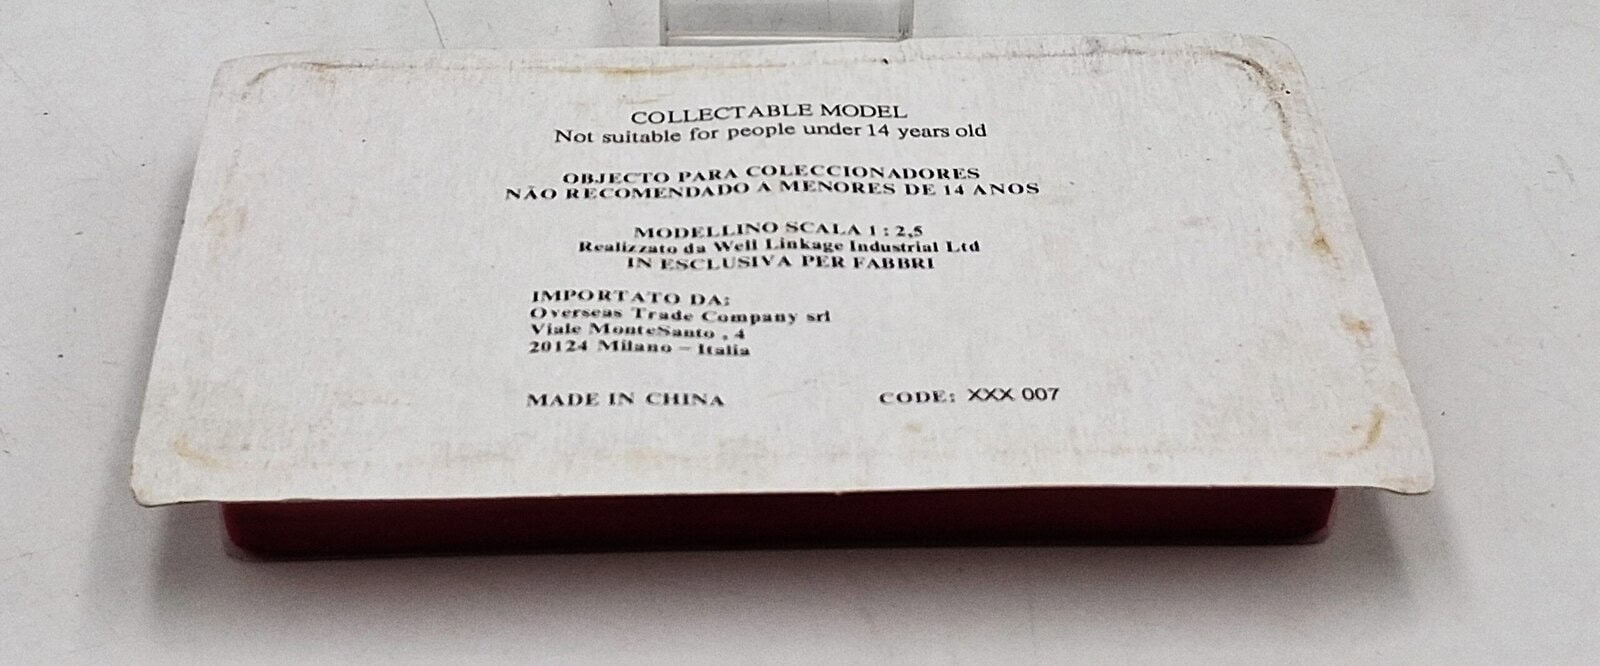 COLLECTABLE MODEL
Not suitable for people under 14 years old
OBJECTO PARA COLECCIONADORES
NÃO RECOMENDADO A MENORES DE 14 ANOS
MODELLINO SCALA 1 : 2,5
Realizzato da Well Linkage Industrial Ltd
IN ESCLUSIVA PER FABBRI
IMPORTATO DA:
Overseas Trade Company srl
Viale MonteSanto , 4
20124 Milano – Italia
MADE IN CHINA CODE: XXX 007